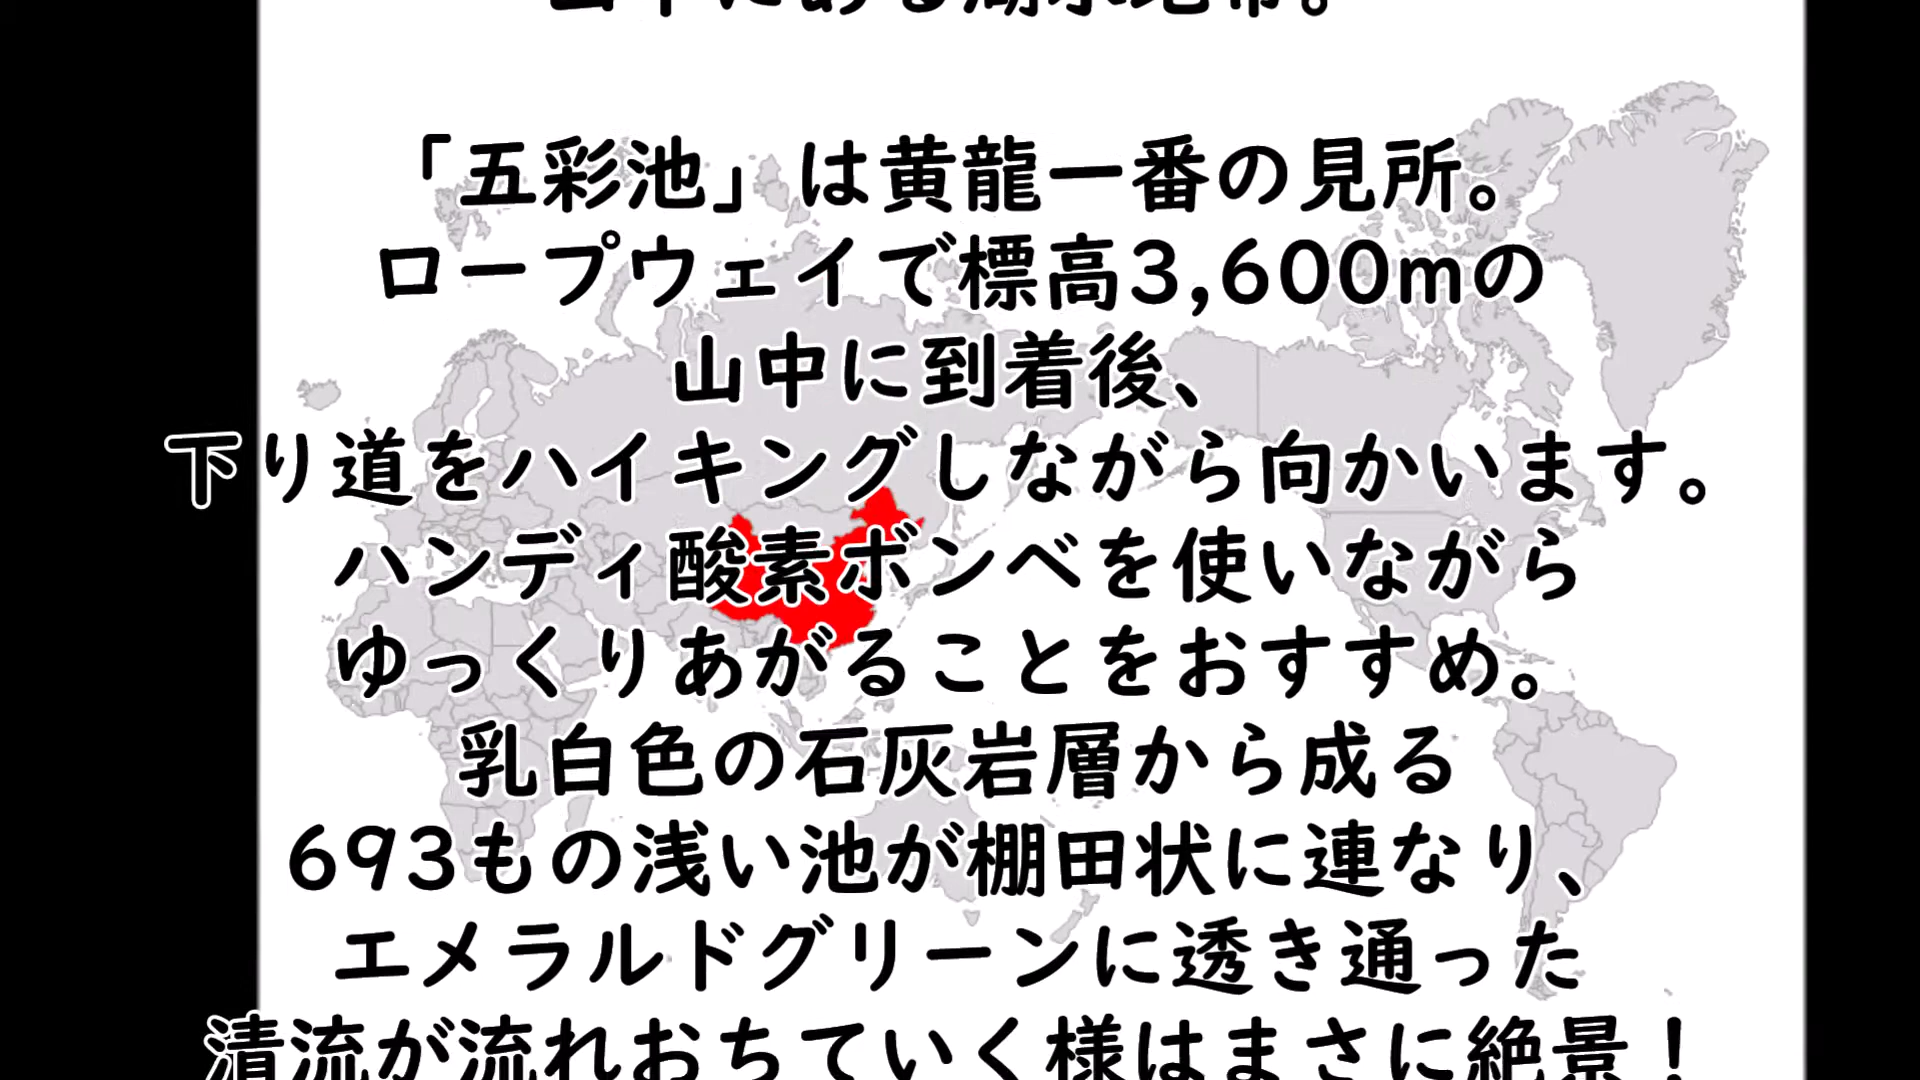 「五彩池」は黄龍一番の見所。
ロープウェイで標高3,600mの
山中に到着後、
下り道をハイキングしながら向かいます。
ハンディ酸素ボンベを使いながら
ゆっくりあがることをおすすめ。
乳白色の石灰岩層から成る
693もの浅い池が棚田状に連なり、
エメラルドグリーンに透き通った
清流が流れおちていく様はまさに絶景！